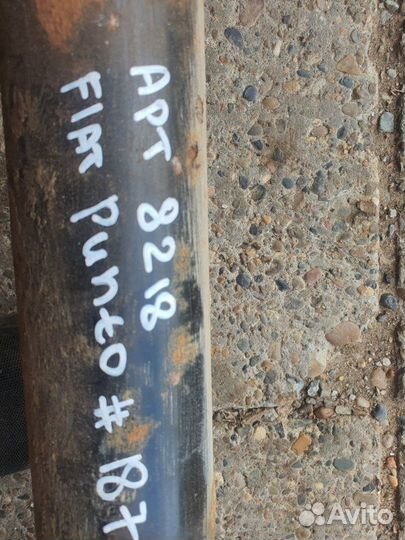 АРТ 8218
FIAT Punto # 187
Avito